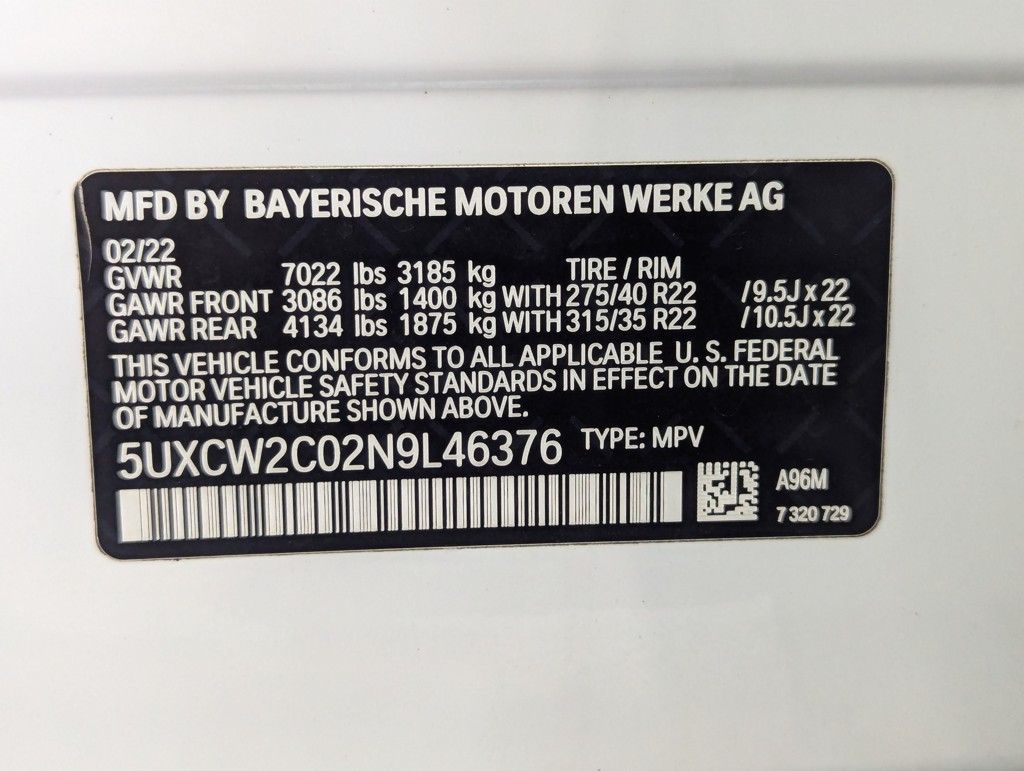 MFD BY BAYERISCHE MOTOREN WERKE AG
02/22
GVWR 7022 lbs 3185 kg TIRE / RIM
GAWR FRONT 3086 lbs 1400 kg WITH 275/40 R22 /9.5J x 22
GAWR REAR 4134 lbs 1875 kg WITH 315/35 R22 /10.5J x 22
THIS VEHICLE CONFORMS TO ALL APPLICABLE U. S. FEDERAL
MOTOR VEHICLE SAFETY STANDARDS IN EFFECT ON THE DATE
OF MANUFACTURE SHOWN ABOVE.
5UXCW2C02N9L46376 TYPE: MPV
A96M
7 320 729